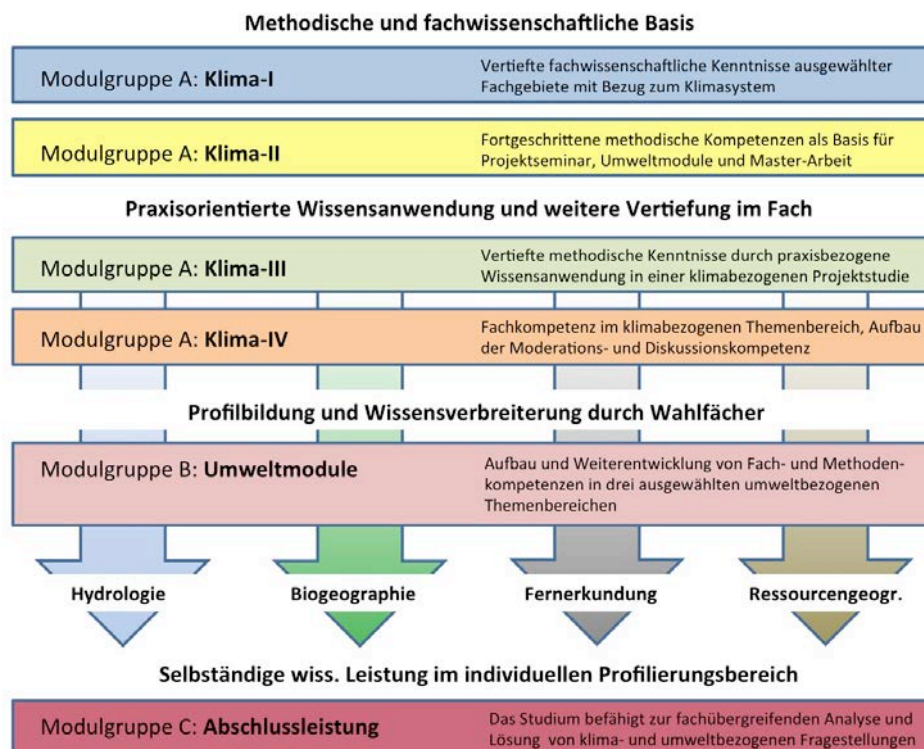 Methodische und fachwissenschaftliche Basis
Modulgruppe A: Klima-I
Vertiefte fachwissenschaftliche Kenntnisse ausgewählter
Fachgebiete mit Bezug zum Klimasystem
Modulgruppe A: Klima-II
Fortgeschrittene methodische Kompetenzen als Basis für
Projektseminar, Umweltmodule und Master-Arbeit
Praxisorientierte Wissensanwendung und weitere Vertiefung im Fach
Modulgruppe A: Klima-III
Vertiefte methodische Kenntnisse durch praxisbezogene
Wissensanwendung in einer klimabezogenen Projektstudie
Modulgruppe A: Klima-IV
Fachkompetenz im klimabezogenen Themenbereich, Aufbau
der Moderations- und Diskussionskompetenz
Profilbildung und Wissensverbreiterung durch Wahlfächer
Modulgruppe B: Umweltmodule
Aufbau und Weiterentwicklung von Fach- und Methoden-
kompetenzen in drei ausgewählten umweltbezogenen
Themenbereichen
Hydrologie
Biogeographie
Fernerkundung
Ressourcengeogr.
Selbständige wiss. Leistung im individuellen Profilierungsbereich
Modulgruppe C: Abschlussleistung
Das Studium befähigt zur fachübergreifenden Analyse und
Lösung von klima- und umweltbezogenen Fragestellungen